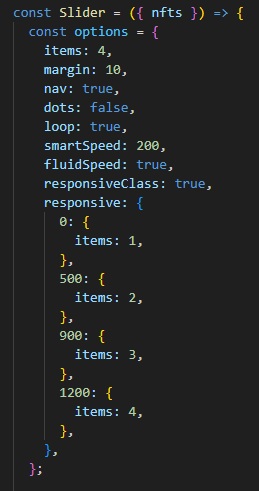 const Slider = ({ nfts }) => {
  const options = {
    items: 4,
    margin: 10,
    nav: true,
    dots: false,
    loop: true,
    smartSpeed: 200,
    fluidSpeed: true,
    responsiveClass: true,
    responsive: {
      0: {
        items: 1,
      },
      500: {
        items: 2,
      },
      900: {
        items: 3,
      },
      1200: {
        items: 4,
      },
    },
  };